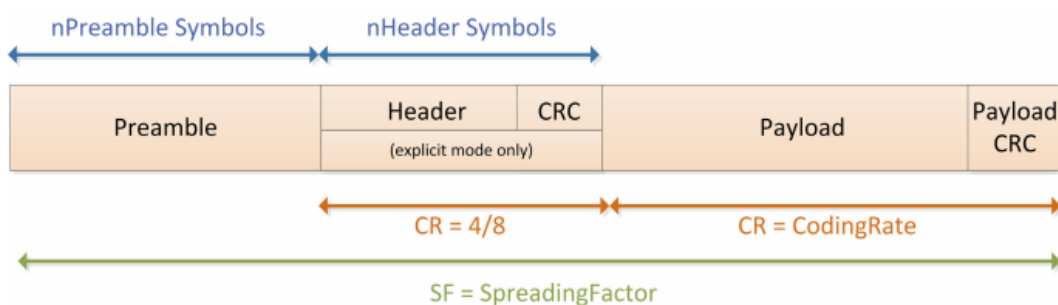 nPreamble Symbols
nHeader Symbols
Preamble
Header
CRC
(explicit mode only)
Payload
Payload
CRC
CR = 4/8
CR = CodingRate
SF = SpreadingFactor